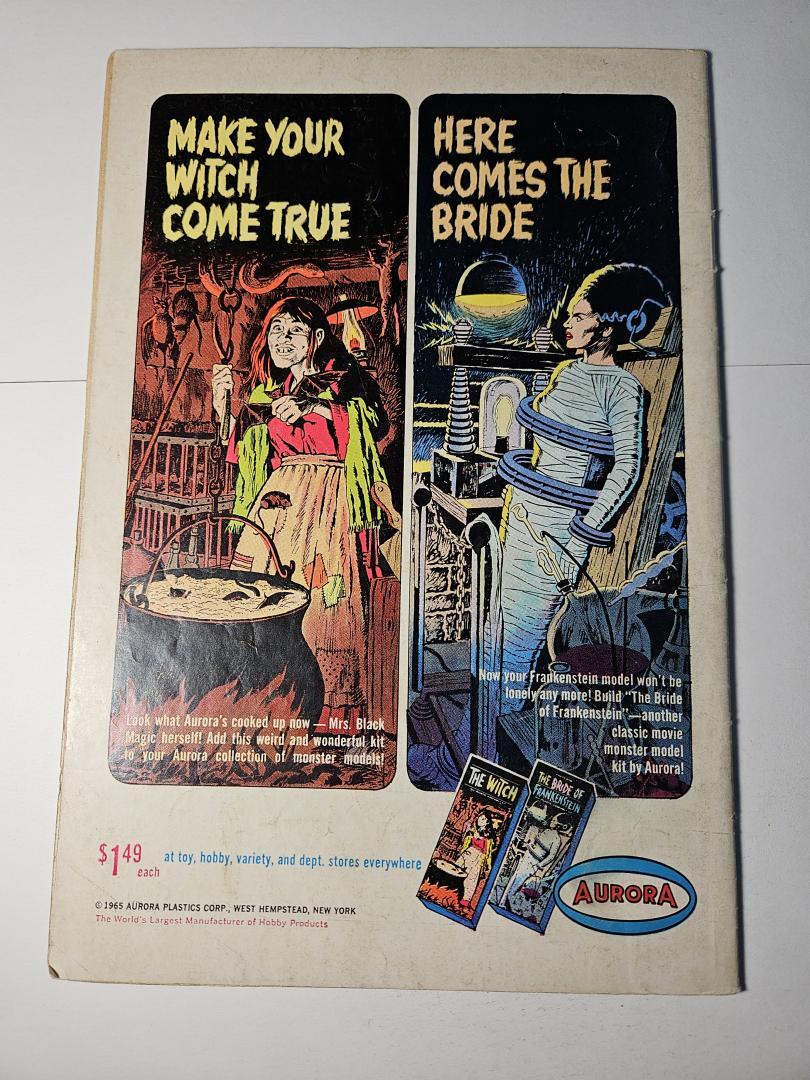 MAKE YOUR
WITCH
COME TRUE
HERE
COMES THE
BRIDE
Look what Aurora's cooked up now — Mrs. Black
Magic herself! Add this weird and wonderful kit
to your Aurora collection of monster models!
Now your Frankenstein model won't be
lonely any more! Build "The Bride
of Frankenstein"—another
classic movie
monster model
kit by Aurora!
THE WITCH
THE BRIDE OF
FRANKENSTEIN
$1.49
each
at toy, hobby, variety, and dept. stores everywhere
AURORA
© 1965 AURORA PLASTICS CORP., WEST HEMPSTEAD, NEW YORK
The World's Largest Manufacturer of Hobby Products